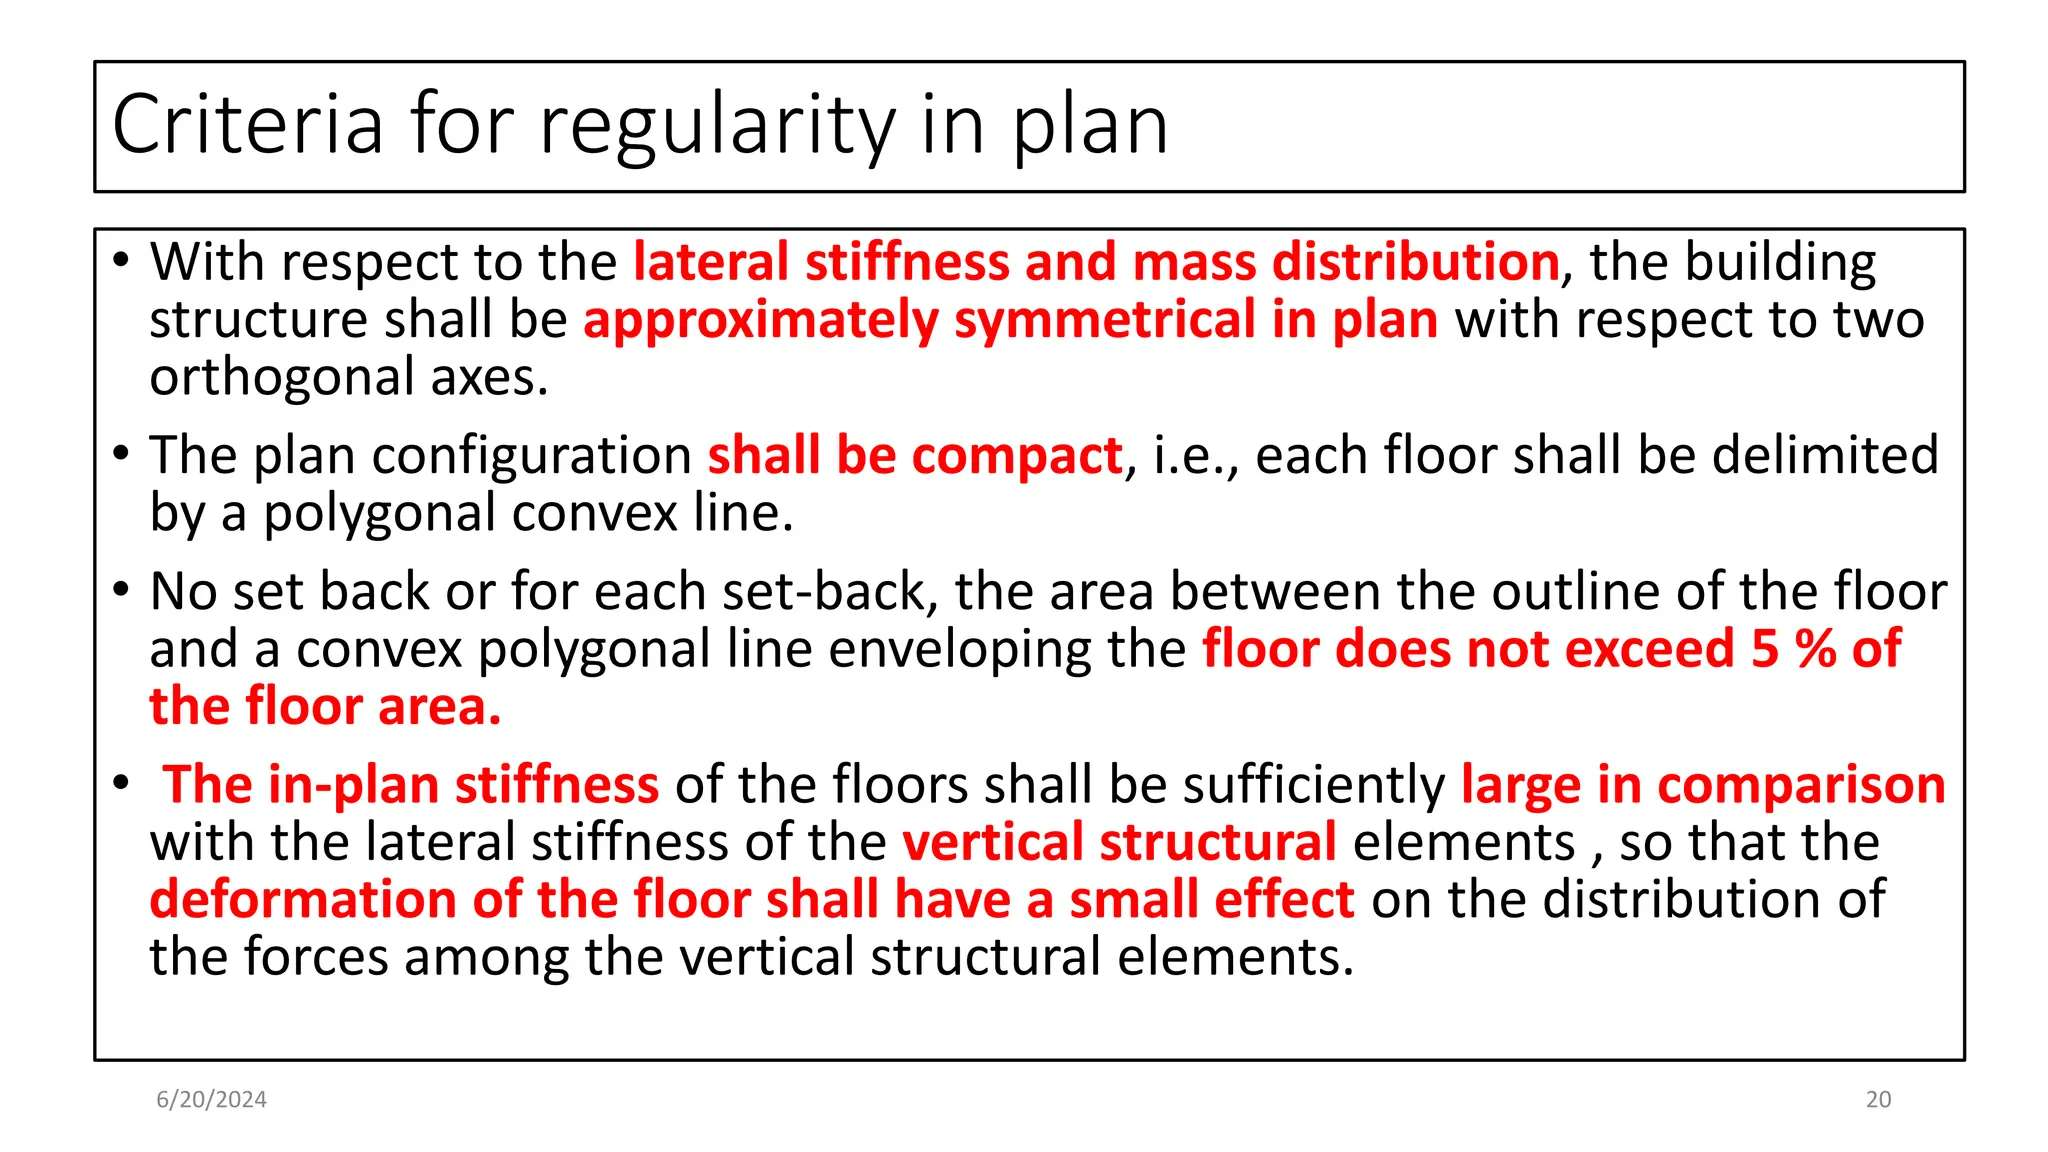 Criteria for regularity in plan
• With respect to the lateral stiffness and mass distribution, the building
structure shall be approximately symmetrical in plan with respect to two
orthogonal axes.
• The plan configuration shall be compact, i.e., each floor shall be delimited
by a polygonal convex line.
• No set back or for each set-back, the area between the outline of the floor
and a convex polygonal line enveloping the floor does not exceed 5 % of
the floor area.
• The in-plan stiffness of the floors shall be sufficiently large in comparison
with the lateral stiffness of the vertical structural elements , so that the
deformation of the floor shall have a small effect on the distribution of
the forces among the vertical structural elements.
6/20/2024
20